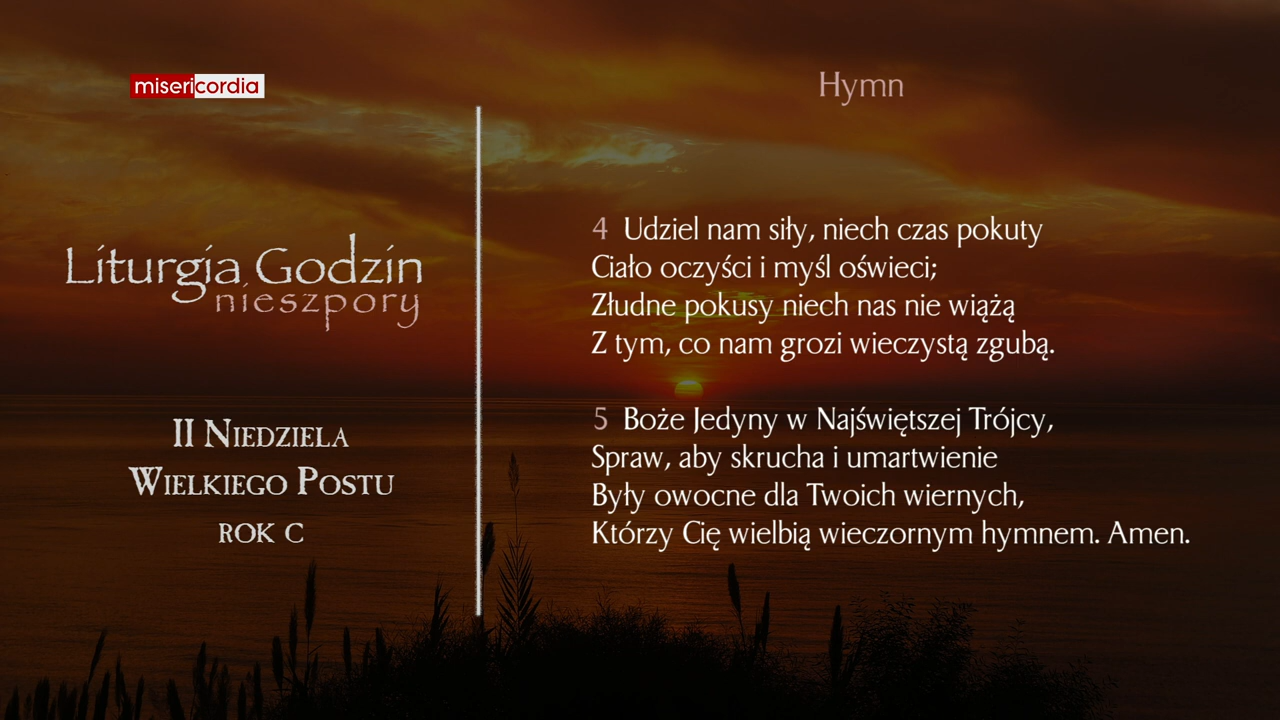 misericordia
Hymn
Liturgia Godzin
nieszpory
II Niedziela
Wielkiego Postu
rok C
4 Udziel nam siły, niech czas pokuty
Ciało oczyści i myśl oświeci;
Złudne pokusy niech nas nie wiążą
Z tym, co nam grozi wieczystą zgubą.
5 Boże Jedyny w Najświętszej Trójcy,
Spraw, aby skrucha i umartwienie
Były owocne dla Twoich wiernych,
Którzy Cię wielbią wieczornym hymnem. Amen.